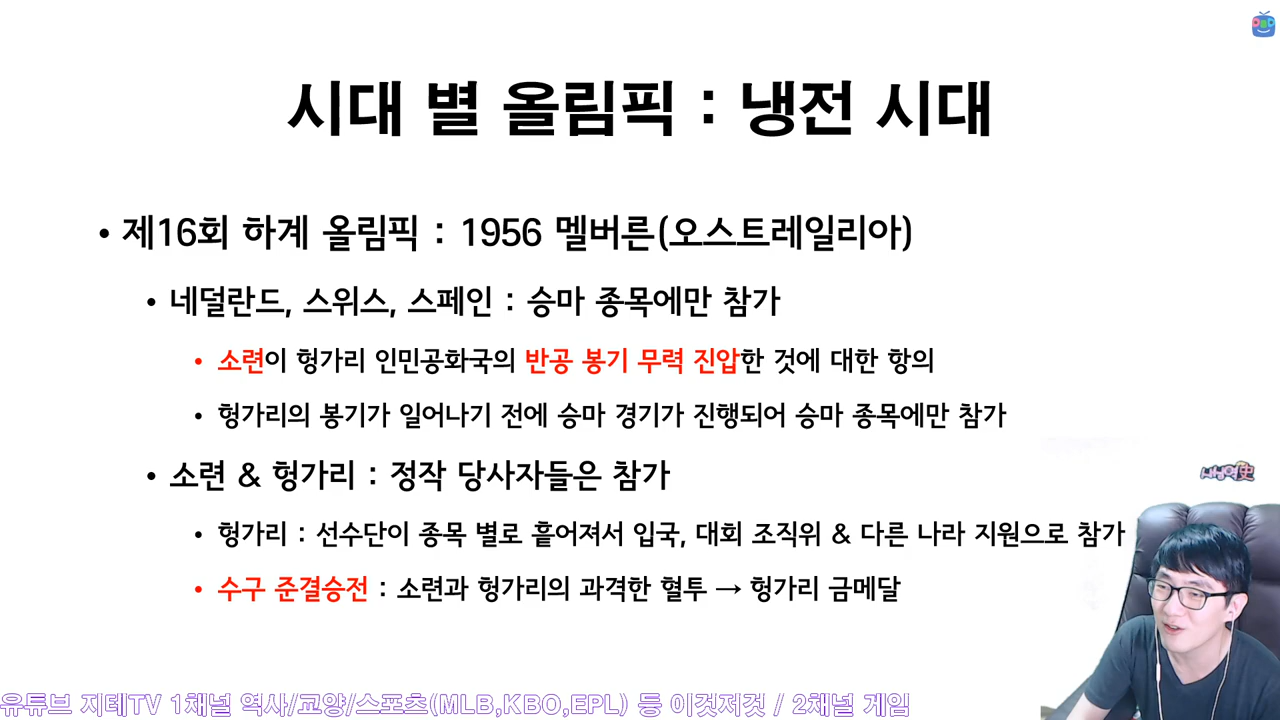 시대 별 올림픽 : 냉전 시대
• 제16회 하계 올림픽 : 1956 멜버른(오스트레일리아)
• 네덜란드, 스위스, 스페인 : 승마 종목에만 참가
• 소련이 헝가리 인민공화국의 반공 봉기 무력 진압한 것에 대한 항의
• 헝가리의 봉기가 일어나기 전에 승마 경기가 진행되어 승마 종목에만 참가
• 소련 & 헝가리 : 정작 당사자들은 참가
• 헝가리 : 선수단이 종목 별로 흩어져서 입국, 대회 조직위 & 다른 나라 지원으로 참가
• 수구 준결승전 : 소련과 헝가리의 과격한 혈투 → 헝가리 금메달
유튜브 지테TV 1채널 역사/교양/스포츠(MLB,KBO,EPL) 등 이것저것 / 2채널 게임